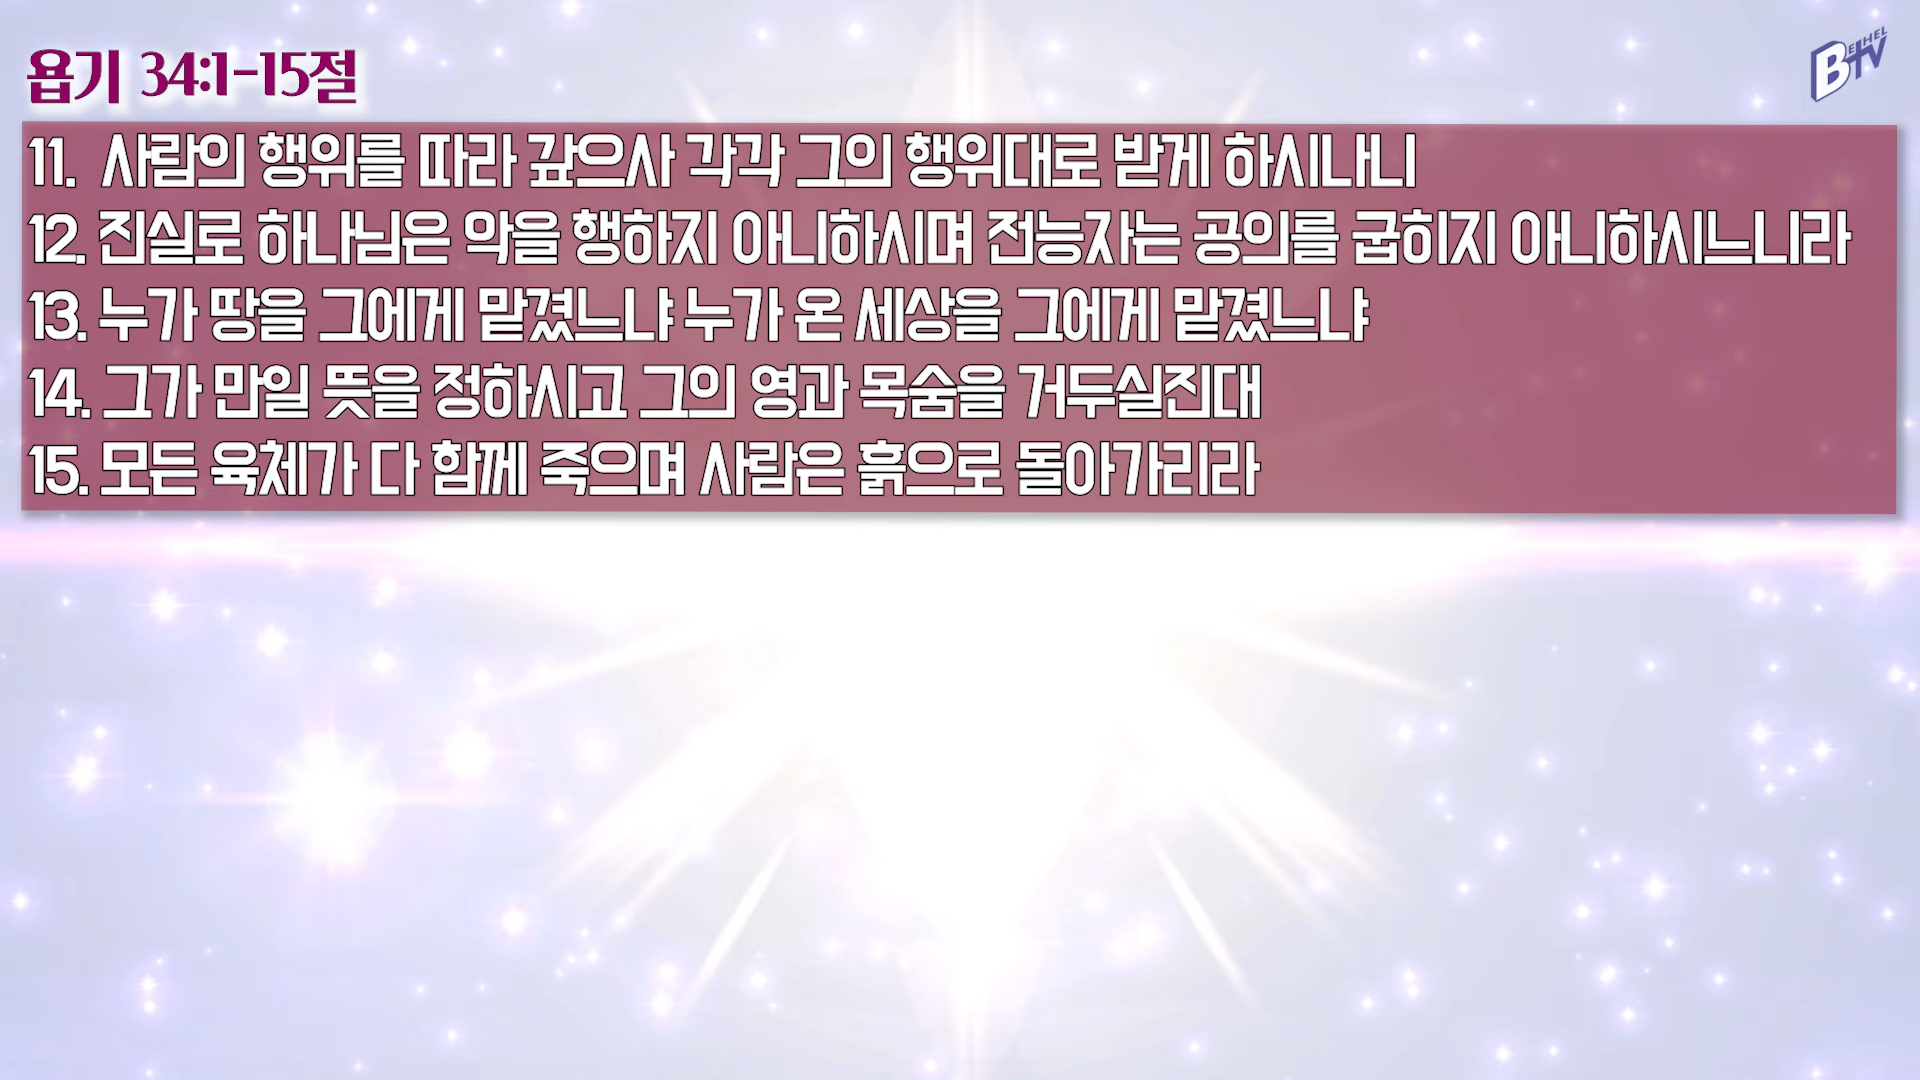 욥기 34:1-15절
BETHEL TV
11. 사람의 행위를 따라 갚으사 각각 그의 행위대로 받게 하시나니
12. 진실로 하나님은 악을 행하지 아니하시며 전능자는 공의를 굽히지 아니하시느니라
13. 누가 땅을 그에게 맡겼느냐 누가 온 세상을 그에게 맡겼느냐
14. 그가 만일 뜻을 정하시고 그의 영과 목숨을 거두실진대
15. 모든 육체가 다 함께 죽으며 사람은 흙으로 돌아가리라